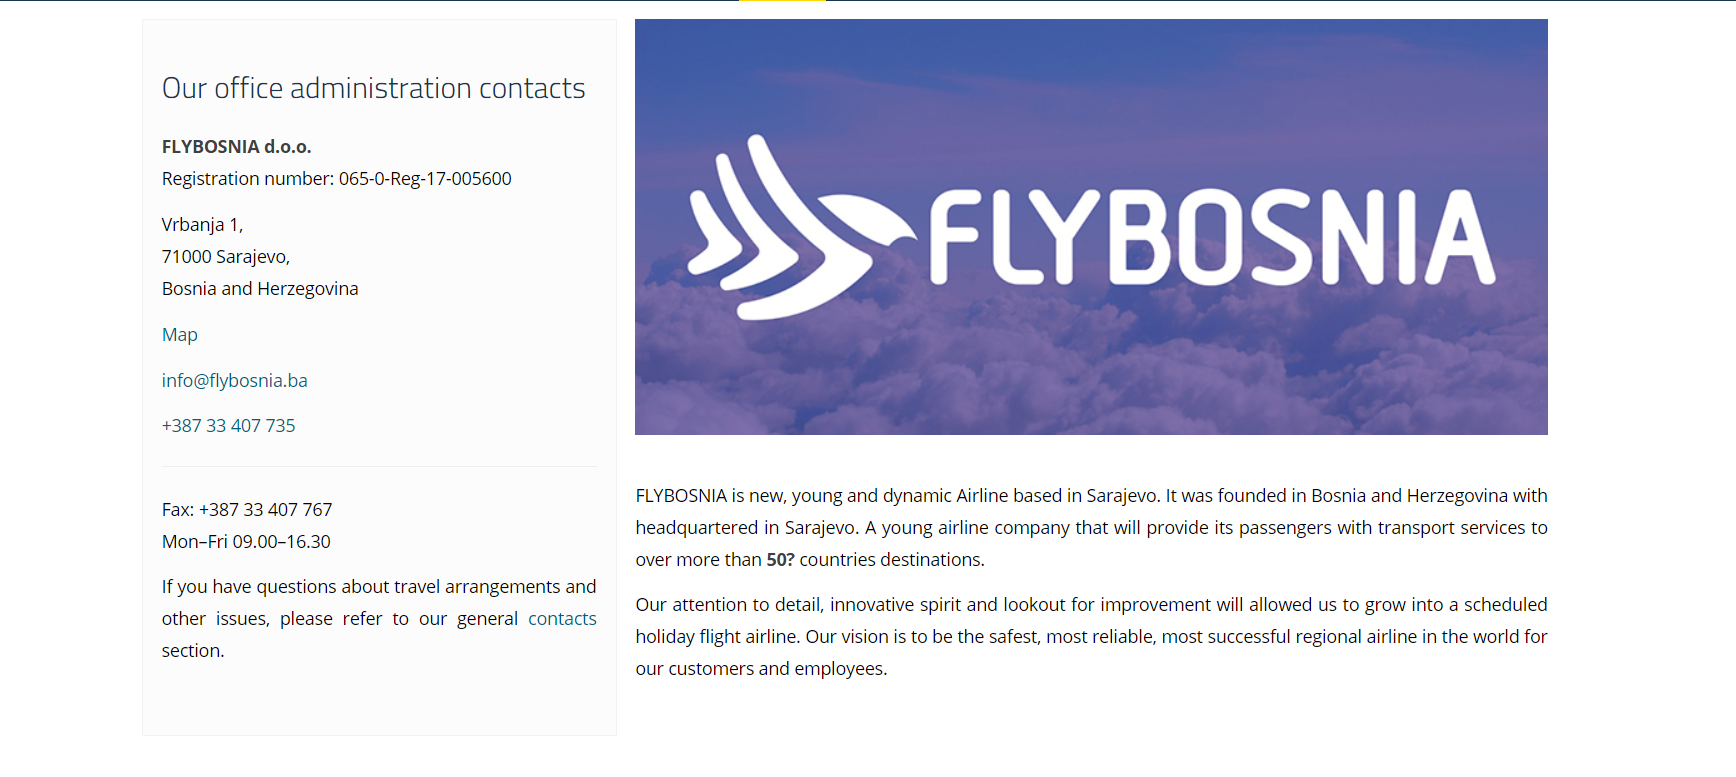 Our office administration contacts
FLYBOSNIA d.o.o.
Registration number: 065-0-Reg-17-005600
Vrbanja 1,
71000 Sarajevo,
Bosnia and Herzegovina
Map
info@flybosnia.ba
+387 33 407 735
Fax: +387 33 407 767
Mon–Fri 09.00–16.30
If you have questions about travel arrangements and
other issues, please refer to our general contacts
section.
FLYBOSNIA
FLYBOSNIA is new, young and dynamic Airline based in Sarajevo. It was founded in Bosnia and Herzegovina with
headquartered in Sarajevo. A young airline company that will provide its passengers with transport services to
over more than 50? countries destinations.
Our attention to detail, innovative spirit and lookout for improvement will allowed us to grow into a scheduled
holiday flight airline. Our vision is to be the safest, most reliable, most successful regional airline in the world for
our customers and employees.